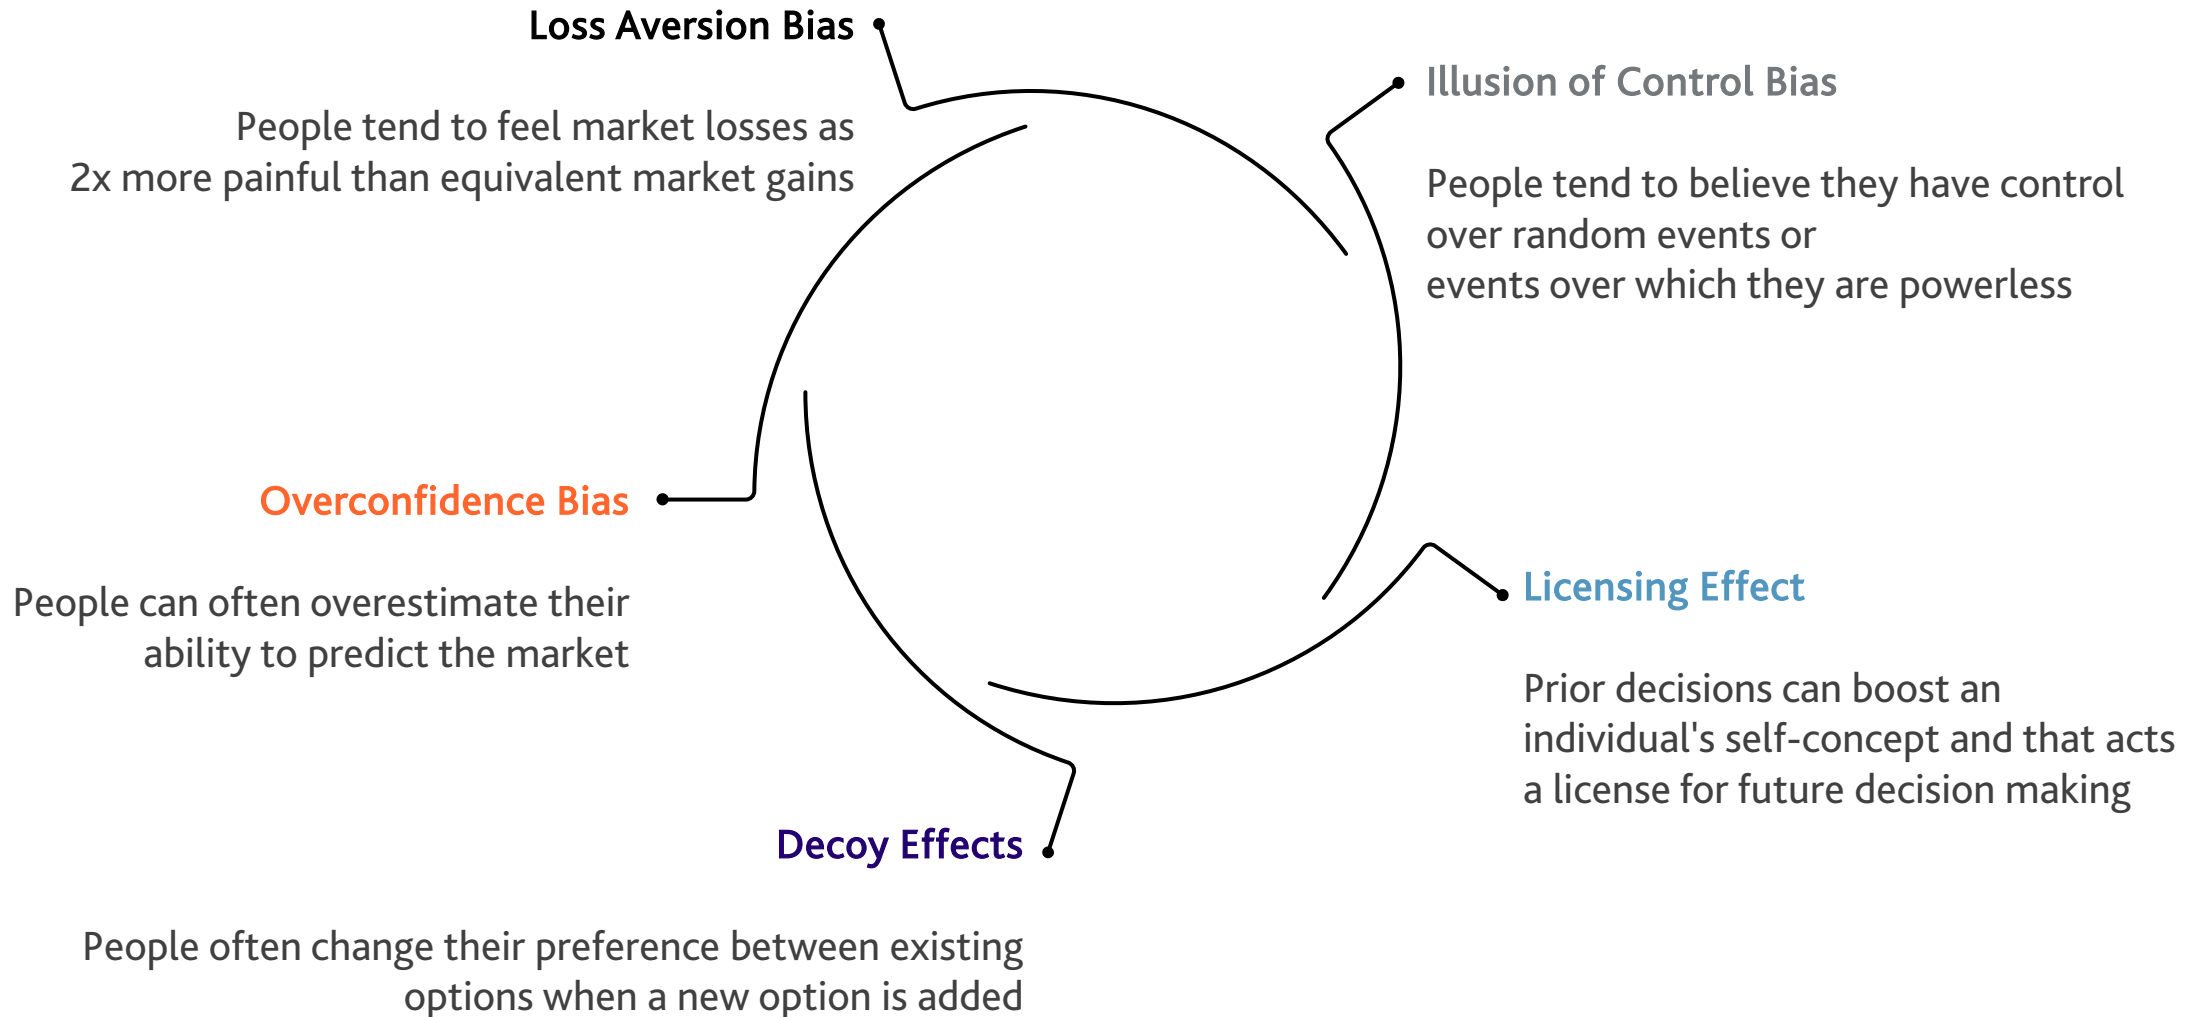 Loss Aversion Bias
People tend to feel market losses as
2x more painful than equivalent market gains
Illusion of Control Bias
People tend to believe they have control
over random events or
events over which they are powerless
Licensing Effect
Prior decisions can boost an
individual's self-concept and that acts
a license for future decision making
Decoy Effects
People often change their preference between existing
options when a new option is added
Overconfidence Bias
People can often overestimate their
ability to predict the market